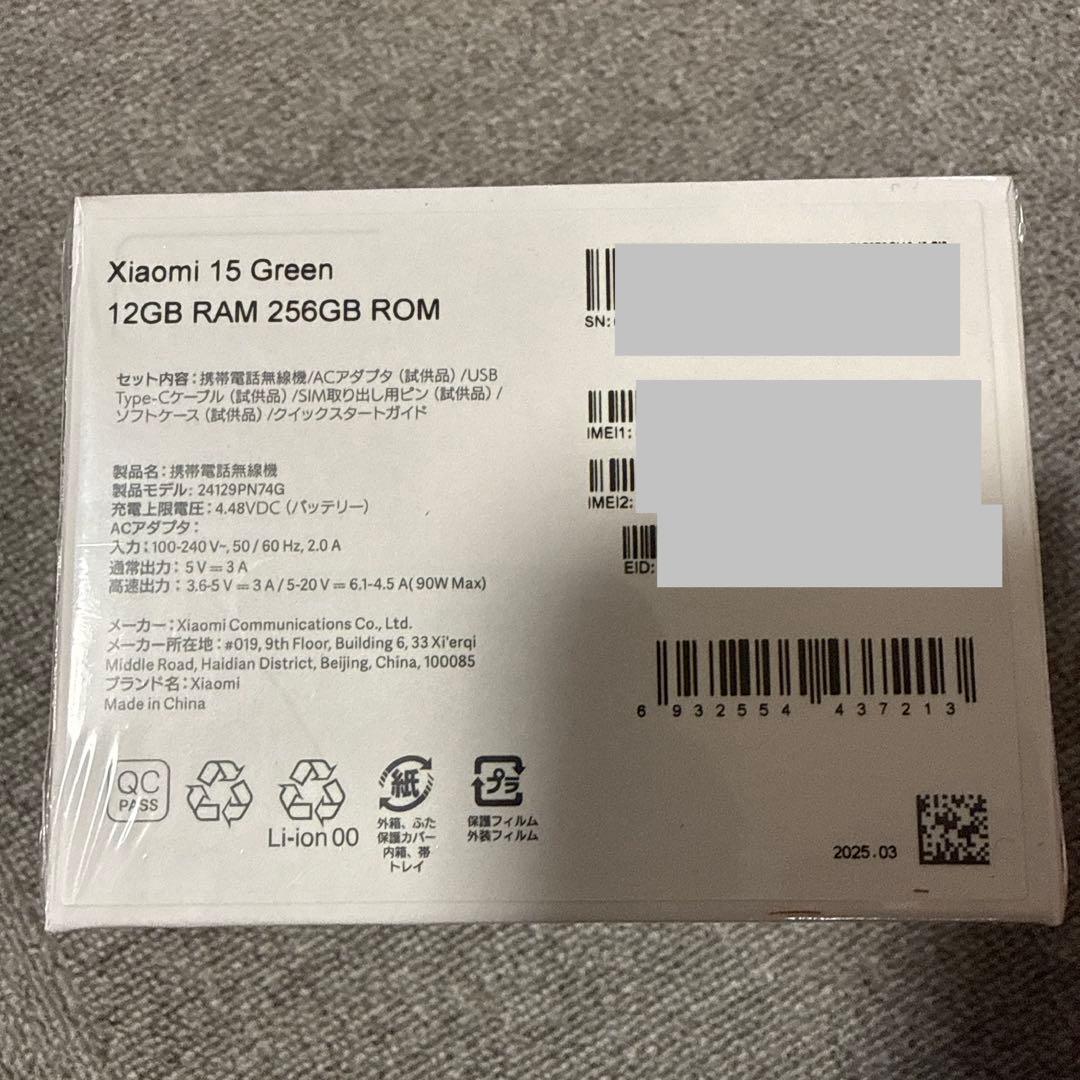 Xiaomi 15 Green
12GB RAM 256GB ROM
セット内容：携帯電話無線機/ACアダプタ（試供品）/USB
Type-Cケーブル（試供品）/SIM取り出し用ピン（試供品）/
ソフトケース（試供品）/クイックスタートガイド
製品名：携帯電話無線機
製品モデル: 24129PN74G
充電上限電圧：4.48VDC（バッテリー）
ACアダプタ：
入力：100-240 V~, 50 / 60 Hz, 2.0 A
通常出力： 5 V ⎓ 3 A
高速出力： 3.6-5 V ⎓ 3 A / 5-20 V ⎓ 6.1-4.5 A( 90W Max)
メーカー：Xiaomi Communications Co., Ltd.
メーカー所在地：#019, 9th Floor, Building 6, 33 Xi'erqi
Middle Road, Haidian District, Beijing, China, 100085
ブランド名：Xiaomi
Made in China
QC
PASS
Li-ion 00
紙
外箱、ふた
保護カバー
内箱、帯
トレイ
プラ
保護フィルム
外装フィルム
SN:
IMEI1:
IMEI2:
EID:
6 932554 437213
2025.03